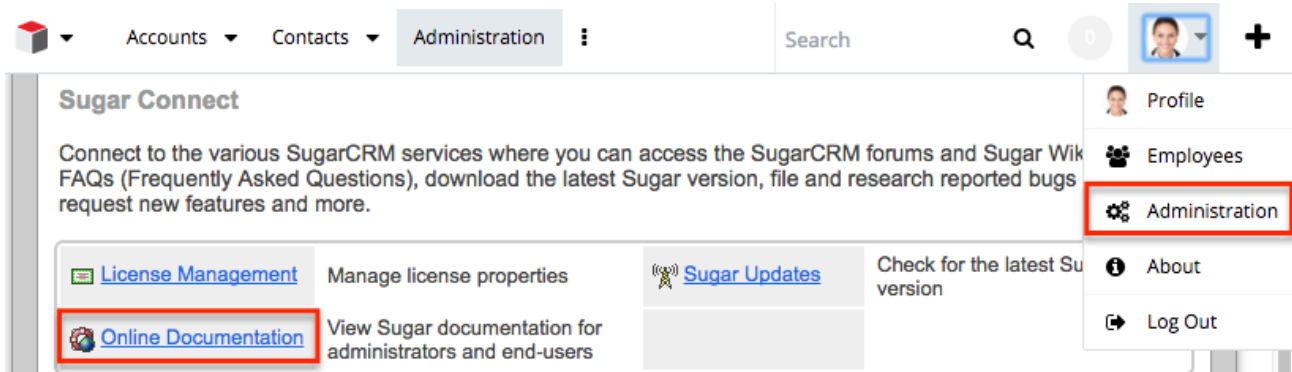 Accounts Contacts Administration Search 0
Sugar Connect
Profile
Connect to the various SugarCRM services where you can access the SugarCRM forums and Sugar Wik
Employees
FAQs (Frequently Asked Questions), download the latest Sugar version, file and research reported bugs
request new features and more.
Administration
License Management Manage license properties Sugar Updates Check for the latest Su
version
About
Online Documentation View Sugar documentation for
administrators and end-users
Log Out